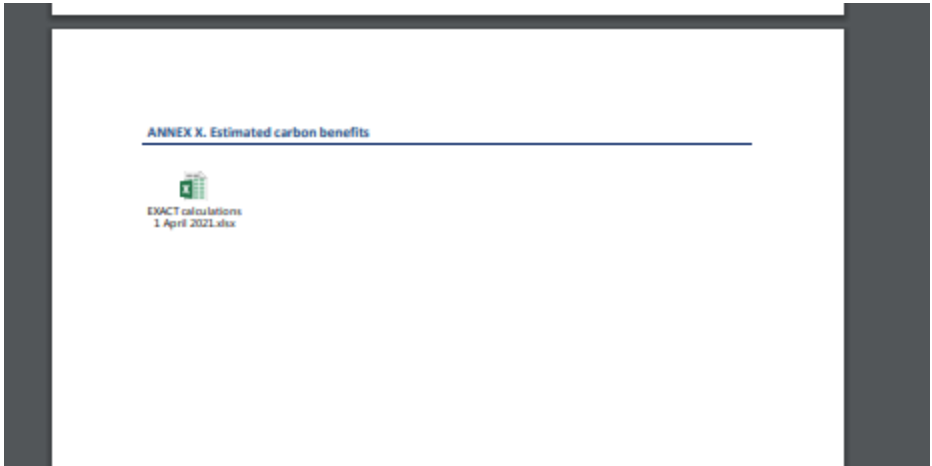 ANNEX X. Estimated carbon benefits
EXACT calculations
1 April 2021.xlsx